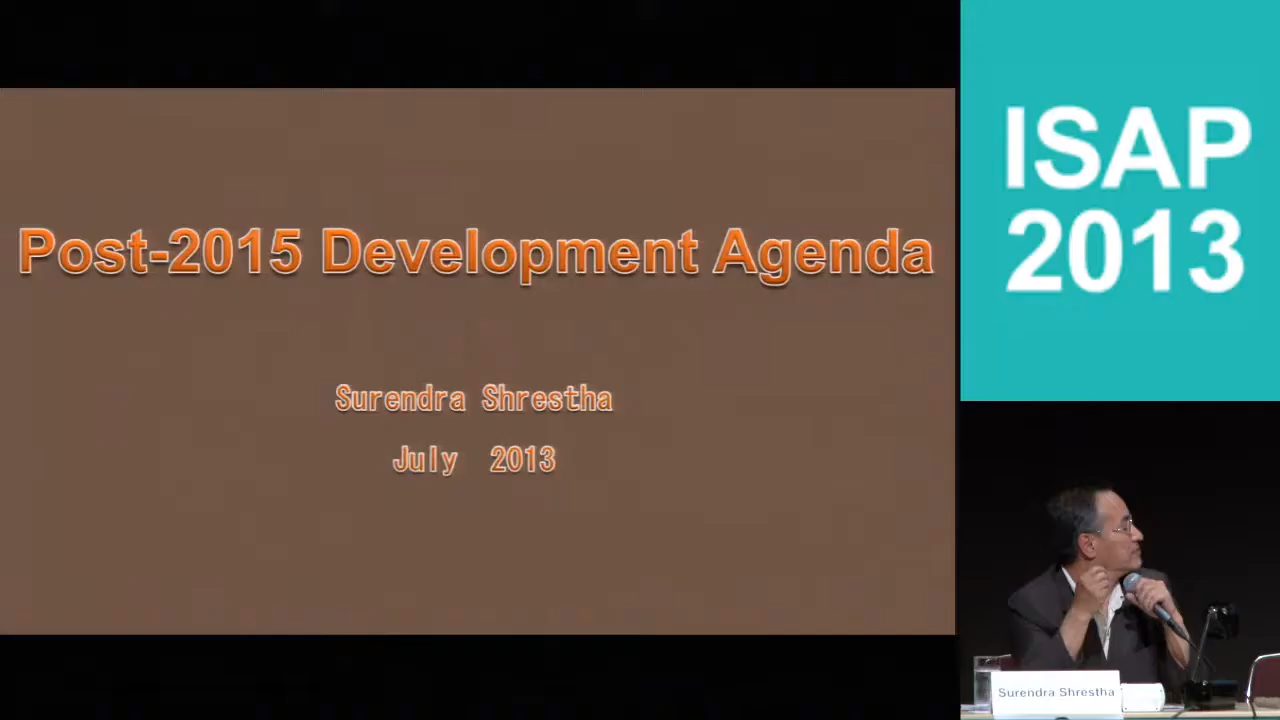 Post-2015 Development Agenda
Surendra Shrestha
July 2013
ISAP
2013
Surendra Shrestha